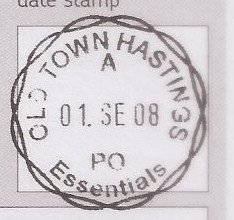 date stamp
OLD TOWN HASTINGS
A
01. SE 08
PO
Essentials